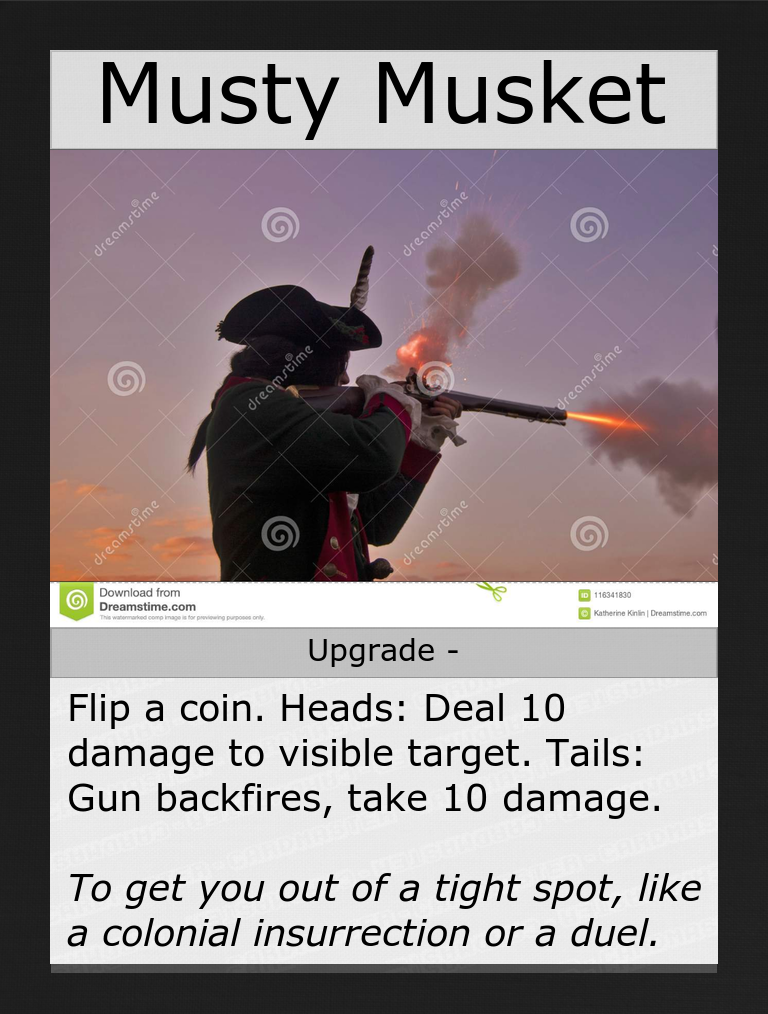 Musty Musket
dreamstime
dreamstime
dreamstime
dreamstime
dreamstime
dreamstime
Download from
Dreamstime.com
This watermarked comp image is for previewing purposes only.
ID 116341830
Katherine Kinlin | Dreamstime.com
Upgrade -
Flip a coin. Heads: Deal 10
damage to visible target. Tails:
Gun backfires, take 10 damage.
To get you out of a tight spot, like
a colonial insurrection or a duel.